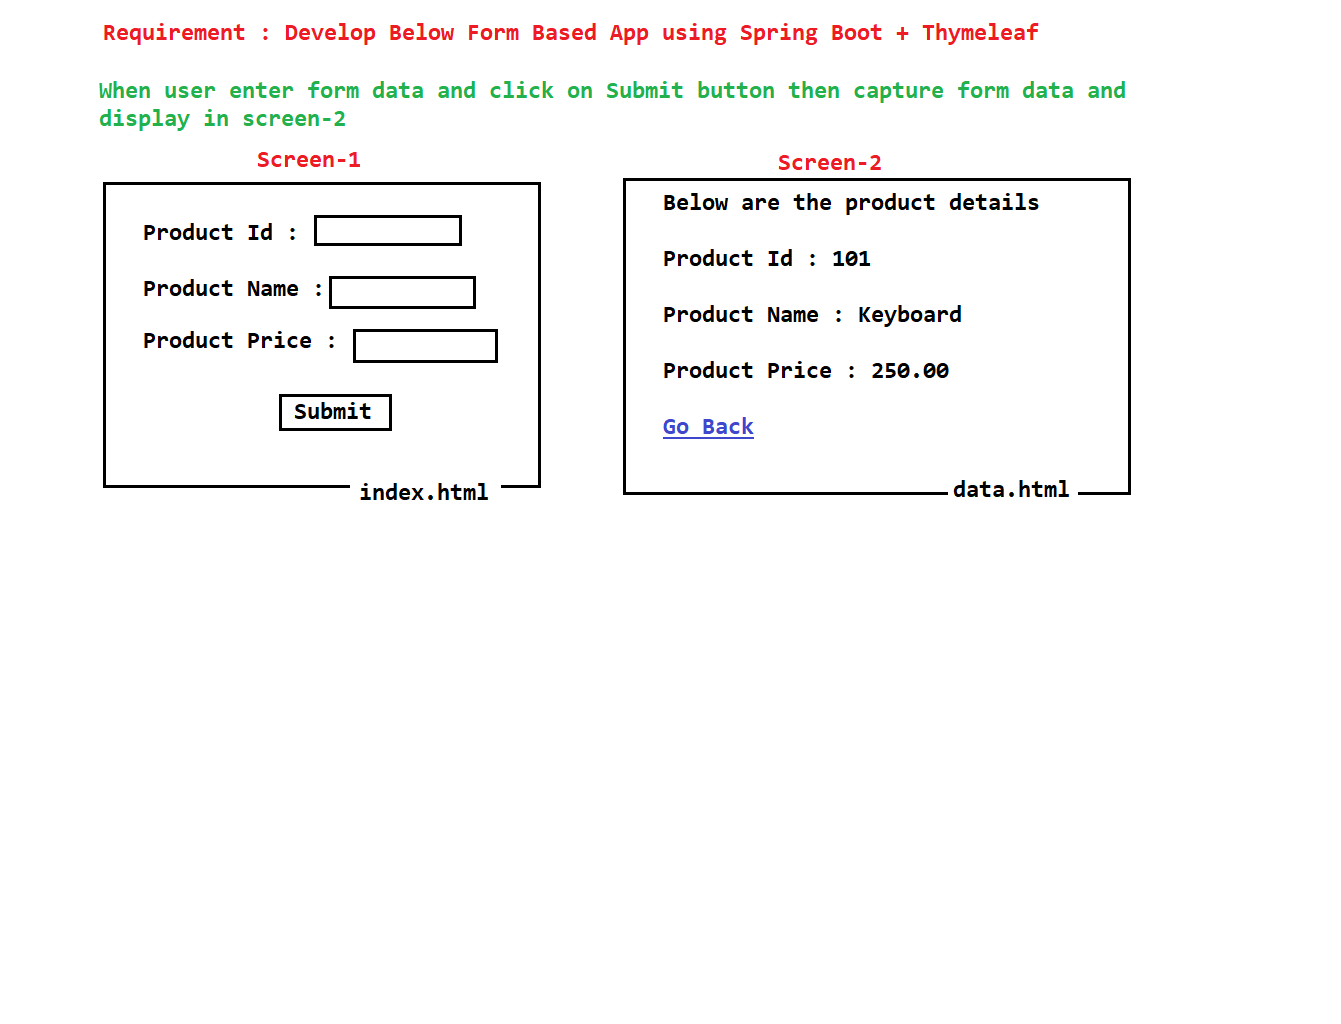 Requirement : Develop Below Form Based App using Spring Boot + Thymeleaf
When user enter form data and click on Submit button then capture form data and
display in screen-2
Screen-1
Product Id :
Product Name :
Product Price :
Submit
index.html
Screen-2
Below are the product details
Product Id : 101
Product Name : Keyboard
Product Price : 250.00
Go Back
data.html